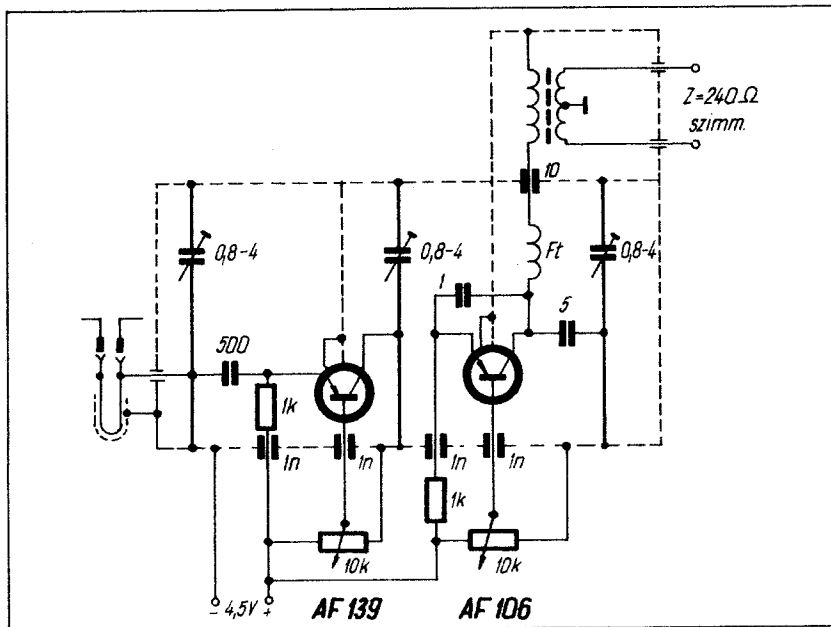 Z=240Ω
szimm.
10
0,8-4
0,8-4
Ft
0,8-4
1
5
500
1k
1n
1n
1n
1n
1k
10k
10k
- 4,5V +
AF 139
AF 106